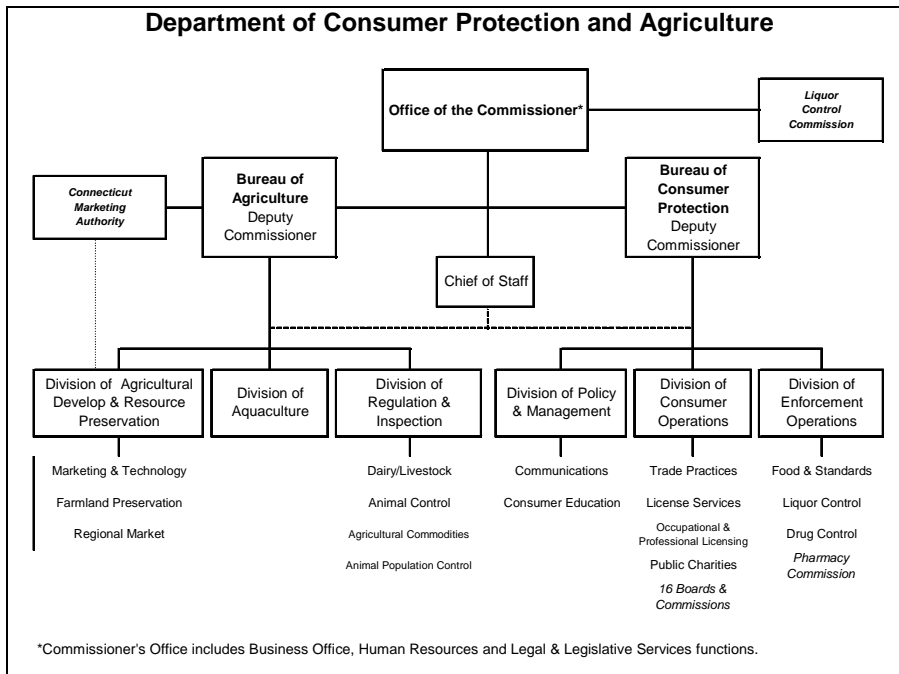 Department of Consumer Protection and Agriculture
Office of the Commissioner*
Liquor
Control
Commission
Connecticut
Marketing
Authority
Bureau of
Agriculture
Deputy
Commissioner
Bureau of
Consumer
Protection
Deputy
Commissioner
Chief of Staff
Division of Agricultural
Develop & Resource
Preservation
Division of
Aquaculture
Division of
Regulation &
Inspection
Division of Policy
& Management
Division of
Consumer
Operations
Division of
Enforcement
Operations
Marketing & Technology
Farmland Preservation
Regional Market
Dairy/Livestock
Animal Control
Agricultural Commodities
Animal Population Control
Communications
Consumer Education
Trade Practices
License Services
Occupational &
Professional Licensing
Public Charities
16 Boards &
Commissions
Food & Standards
Liquor Control
Drug Control
Pharmacy
Commission
*Commissioner's Office includes Business Office, Human Resources and Legal & Legislative Services functions.